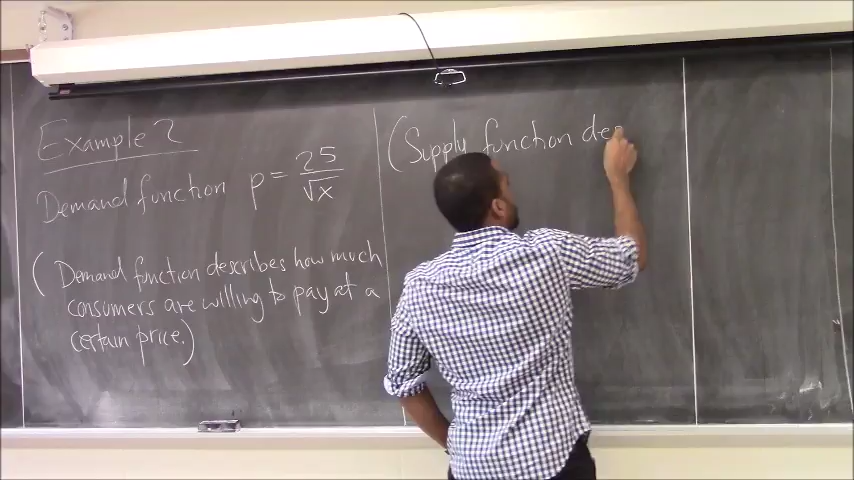 Example 2
Demand function p = 25/√x
(Demand function describes how much
consumers are willing to pay at a
certain price.)
(Supply function des